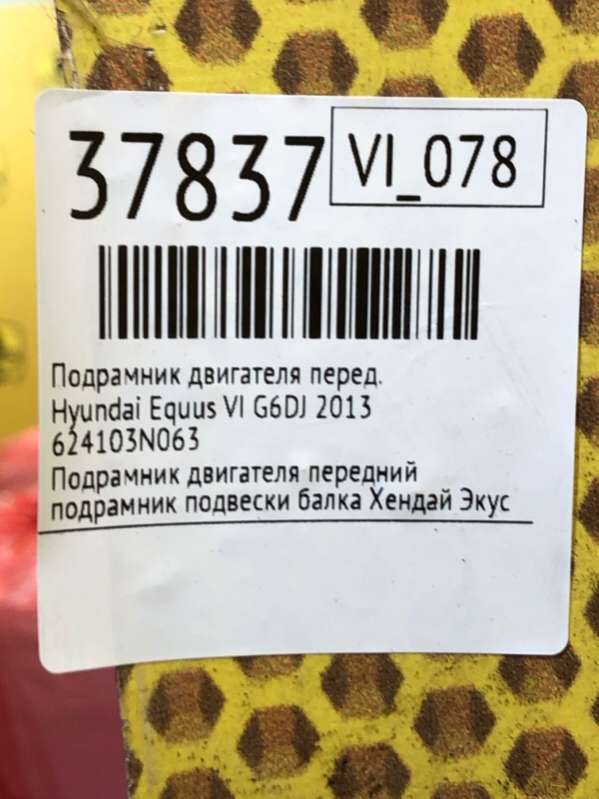 37837
VI_078
Подрамник двигателя перед.
Hyundai Equus VI G6DJ 2013
624103N063
Подрамник двигателя передний
подрамник подвески балка Хендай Экус